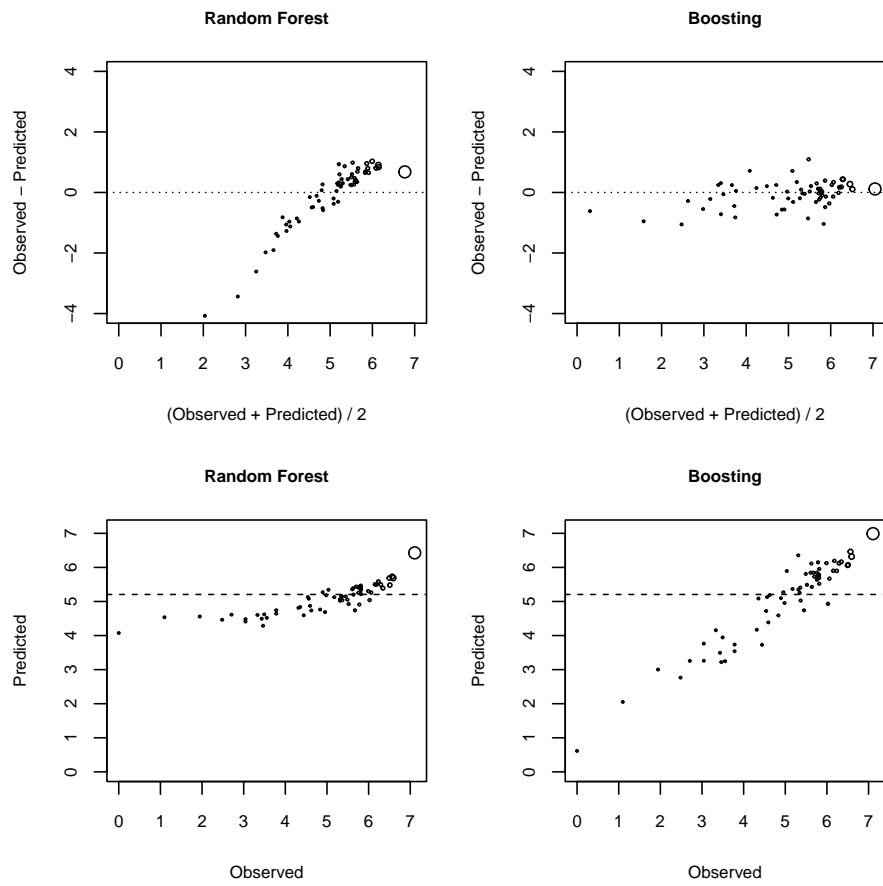 Random Forest
Observed − Predicted
4
2
0
−2
−4
0 1 2 3 4 5 6 7
(Observed + Predicted) / 2
Boosting
Observed − Predicted
4
2
0
−2
−4
0 1 2 3 4 5 6 7
(Observed + Predicted) / 2
Random Forest
Predicted
7
6
5
4
3
2
1
0
0 1 2 3 4 5 6 7
Observed
Boosting
Predicted
7
6
5
4
3
2
1
0
0 1 2 3 4 5 6 7
Observed